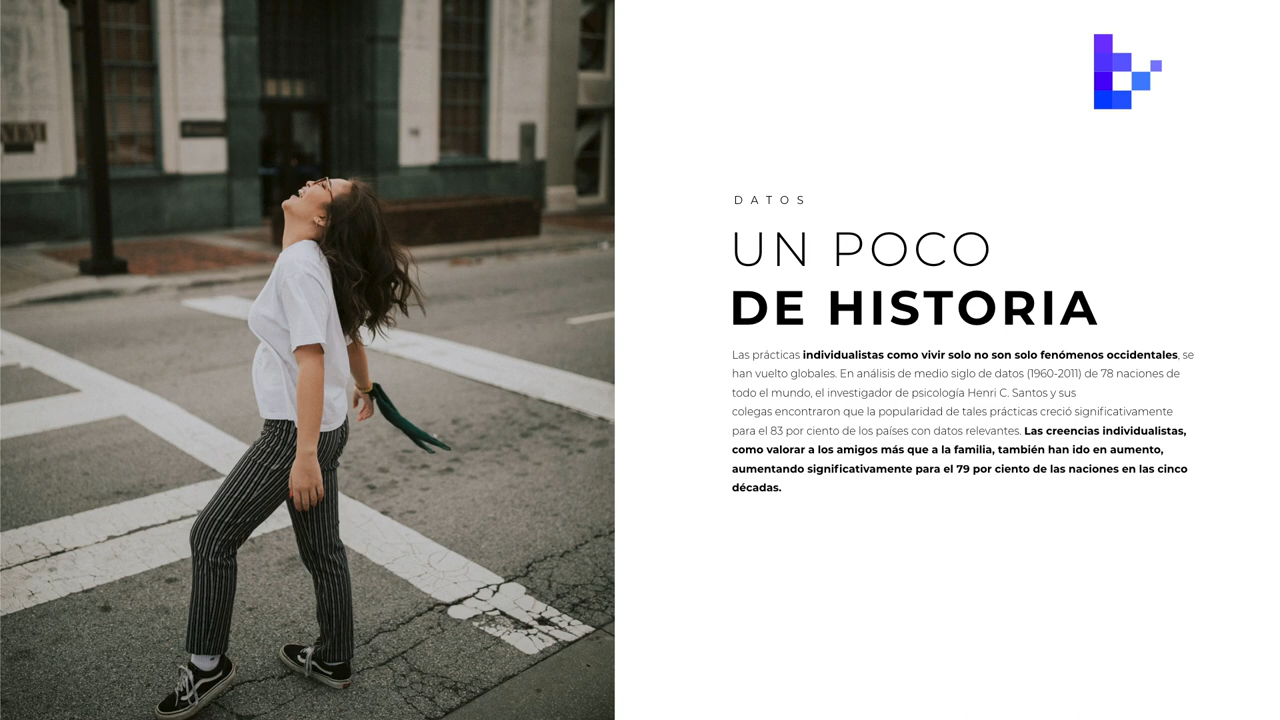 DATOS
UN POCO
DE HISTORIA
Las prácticas individualistas como vivir solo no son solo fenómenos occidentales, se
han vuelto globales. En análisis de medio siglo de datos (1960-2011) de 78 naciones de
todo el mundo, el investigador de psicología Henri C. Santos y sus
colegas encontraron que la popularidad de tales prácticas creció significativamente
para el 83 por ciento de los países con datos relevantes. Las creencias individualistas,
como valorar a los amigos más que a la familia, también han ido en aumento,
aumentando significativamente para el 79 por ciento de las naciones en las cinco
décadas.